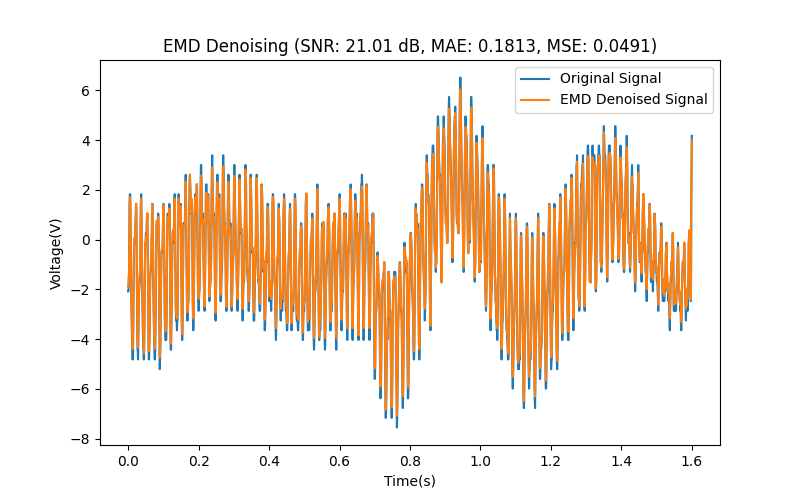 EMD Denoising (SNR: 21.01 dB, MAE: 0.1813, MSE: 0.0491)
Original Signal
EMD Denoised Signal
Voltage(V)
6
4
2
0
−2
−4
−6
−8
0.0 0.2 0.4 0.6 0.8 1.0 1.2 1.4 1.6
Time(s)